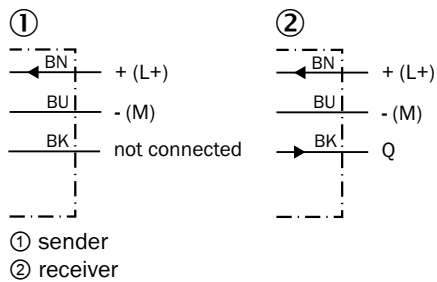 ① ②
BN + (L+) BN + (L+)
BU - (M) BU - (M)
BK not connected BK Q
① sender
② receiver